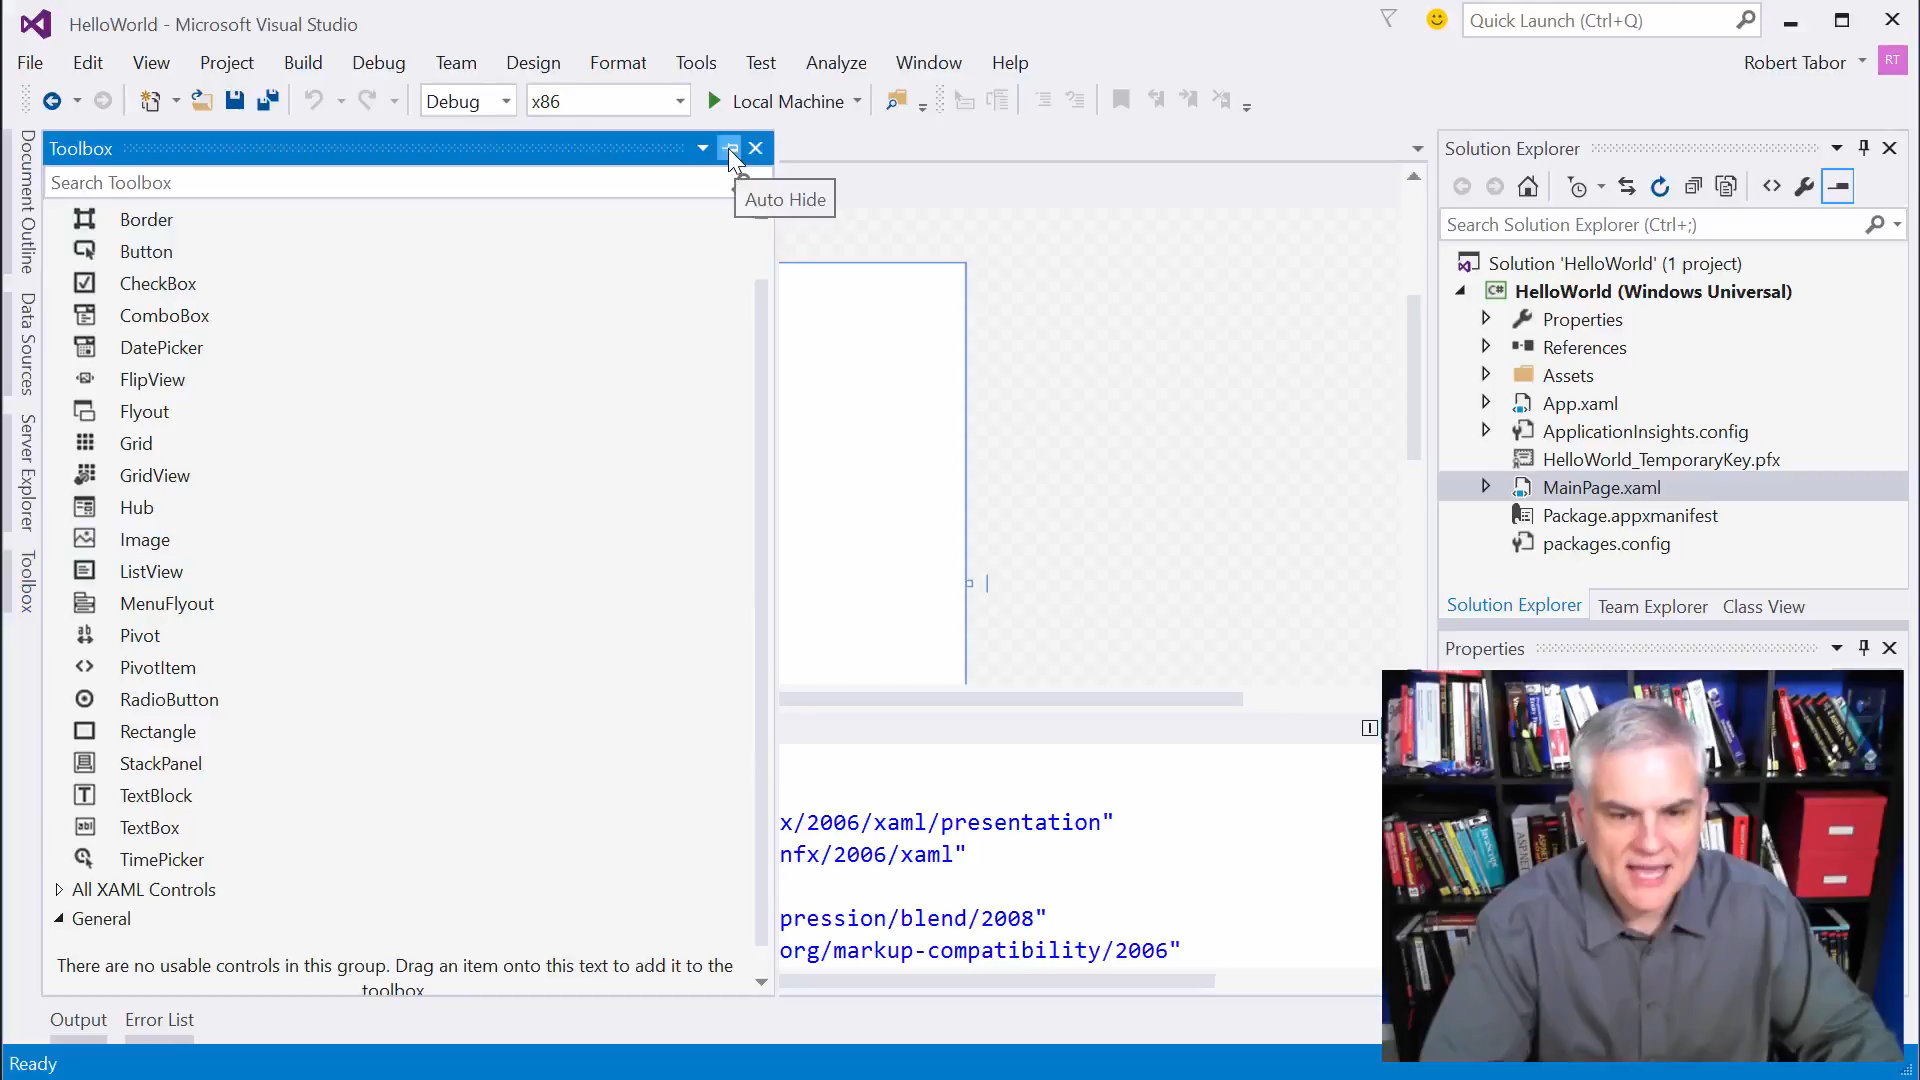 HelloWorld - Microsoft Visual Studio
Quick Launch (Ctrl+Q)
File Edit View Project Build Debug Team Design Format Tools Test Analyze Window Help
Robert Tabor RT
Debug x86 Local Machine
Document Outline
Data Sources
Server Explorer
Toolbox
Toolbox
Search Toolbox
Auto Hide
Border
Button
CheckBox
ComboBox
DatePicker
FlipView
Flyout
Grid
GridView
Hub
Image
ListView
MenuFlyout
Pivot
PivotItem
RadioButton
Rectangle
StackPanel
TextBlock
TextBox
TimePicker
All XAML Controls
General
There are no usable controls in this group. Drag an item onto this text to add it to the
toolbox.
x/2006/xaml/presentation"
nfx/2006/xaml"
pression/blend/2008"
org/markup-compatibility/2006"
Solution Explorer
Search Solution Explorer (Ctrl+;)
Solution 'HelloWorld' (1 project)
C# HelloWorld (Windows Universal)
Properties
References
Assets
App.xaml
ApplicationInsights.config
HelloWorld_TemporaryKey.pfx
MainPage.xaml
Package.appxmanifest
packages.config
Solution Explorer Team Explorer Class View
Properties
Output Error List
Ready